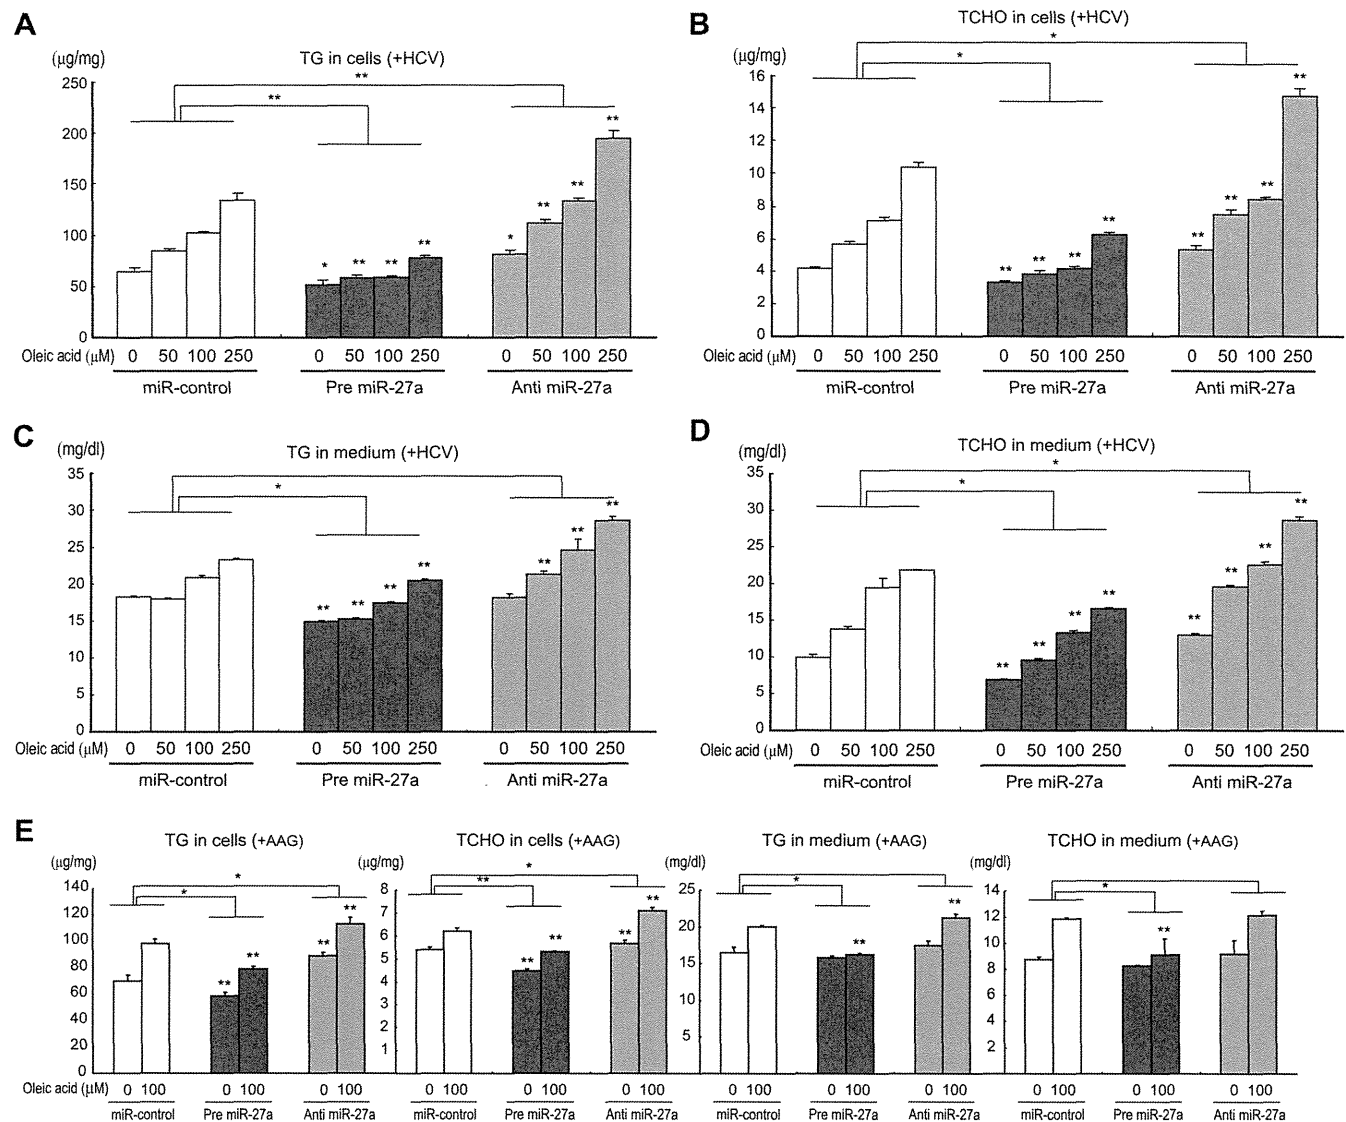 A
TG in cells (+HCV)
(μg/mg)
250
200
150
100
50
0
** ** * ** ** ** * ** ** **
Oleic acid (μM) 0 50 100 250 0 50 100 250 0 50 100 250
miR-control Pre miR-27a Anti miR-27a
B
TCHO in cells (+HCV)
(μg/mg)
16
14
12
10
8
6
4
2
0
* * ** ** ** ** ** ** ** **
Oleic acid (μM) 0 50 100 250 0 50 100 250 0 50 100 250
miR-control Pre miR-27a Anti miR-27a
C
TG in medium (+HCV)
(mg/dl)
35
30
25
20
15
10
5
0
* ** ** ** ** ** ** **
Oleic acid (μM) 0 50 100 250 0 50 100 250 0 50 100 250
miR-control Pre miR-27a Anti miR-27a
D
TCHO in medium (+HCV)
(mg/dl)
35
30
25
20
15
10
5
0
* * ** ** ** ** ** ** ** **
Oleic acid (μM) 0 50 100 250 0 50 100 250 0 50 100 250
miR-control Pre miR-27a Anti miR-27a
E
TG in cells (+AAG)
(μg/mg)
140
120
100
80
60
40
20
0
* * ** ** ** **
Oleic acid (μM) 0 100 0 100 0 100
miR-control Pre miR-27a Anti miR-27a
TCHO in cells (+AAG)
(μg/mg)
8
7
6
5
4
3
2
1
* ** ** ** ** **
0 100 0 100 0 100
miR-control Pre miR-27a Anti miR-27a
TG in medium (+AAG)
(mg/dl)
25
20
15
10
5
* ** **
0 100 0 100 0 100
miR-control Pre miR-27a Anti miR-27a
TCHO in medium (+AAG)
(mg/dl)
14
12
10
8
6
4
2
* **
0 100 0 100 0 100
miR-control Pre miR-27a Anti miR-27a